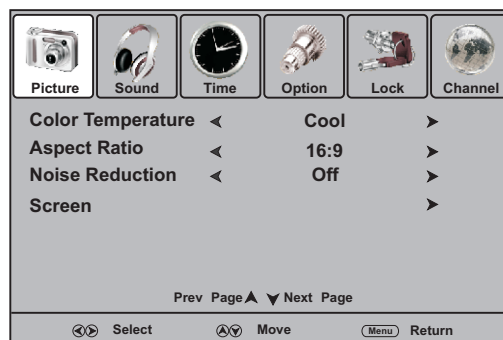 Picture Sound Time Option Lock Channel
Color Temperature Cool
Aspect Ratio 16:9
Noise Reduction Off
Screen
Prev Page Next Page
Select Move Menu Return